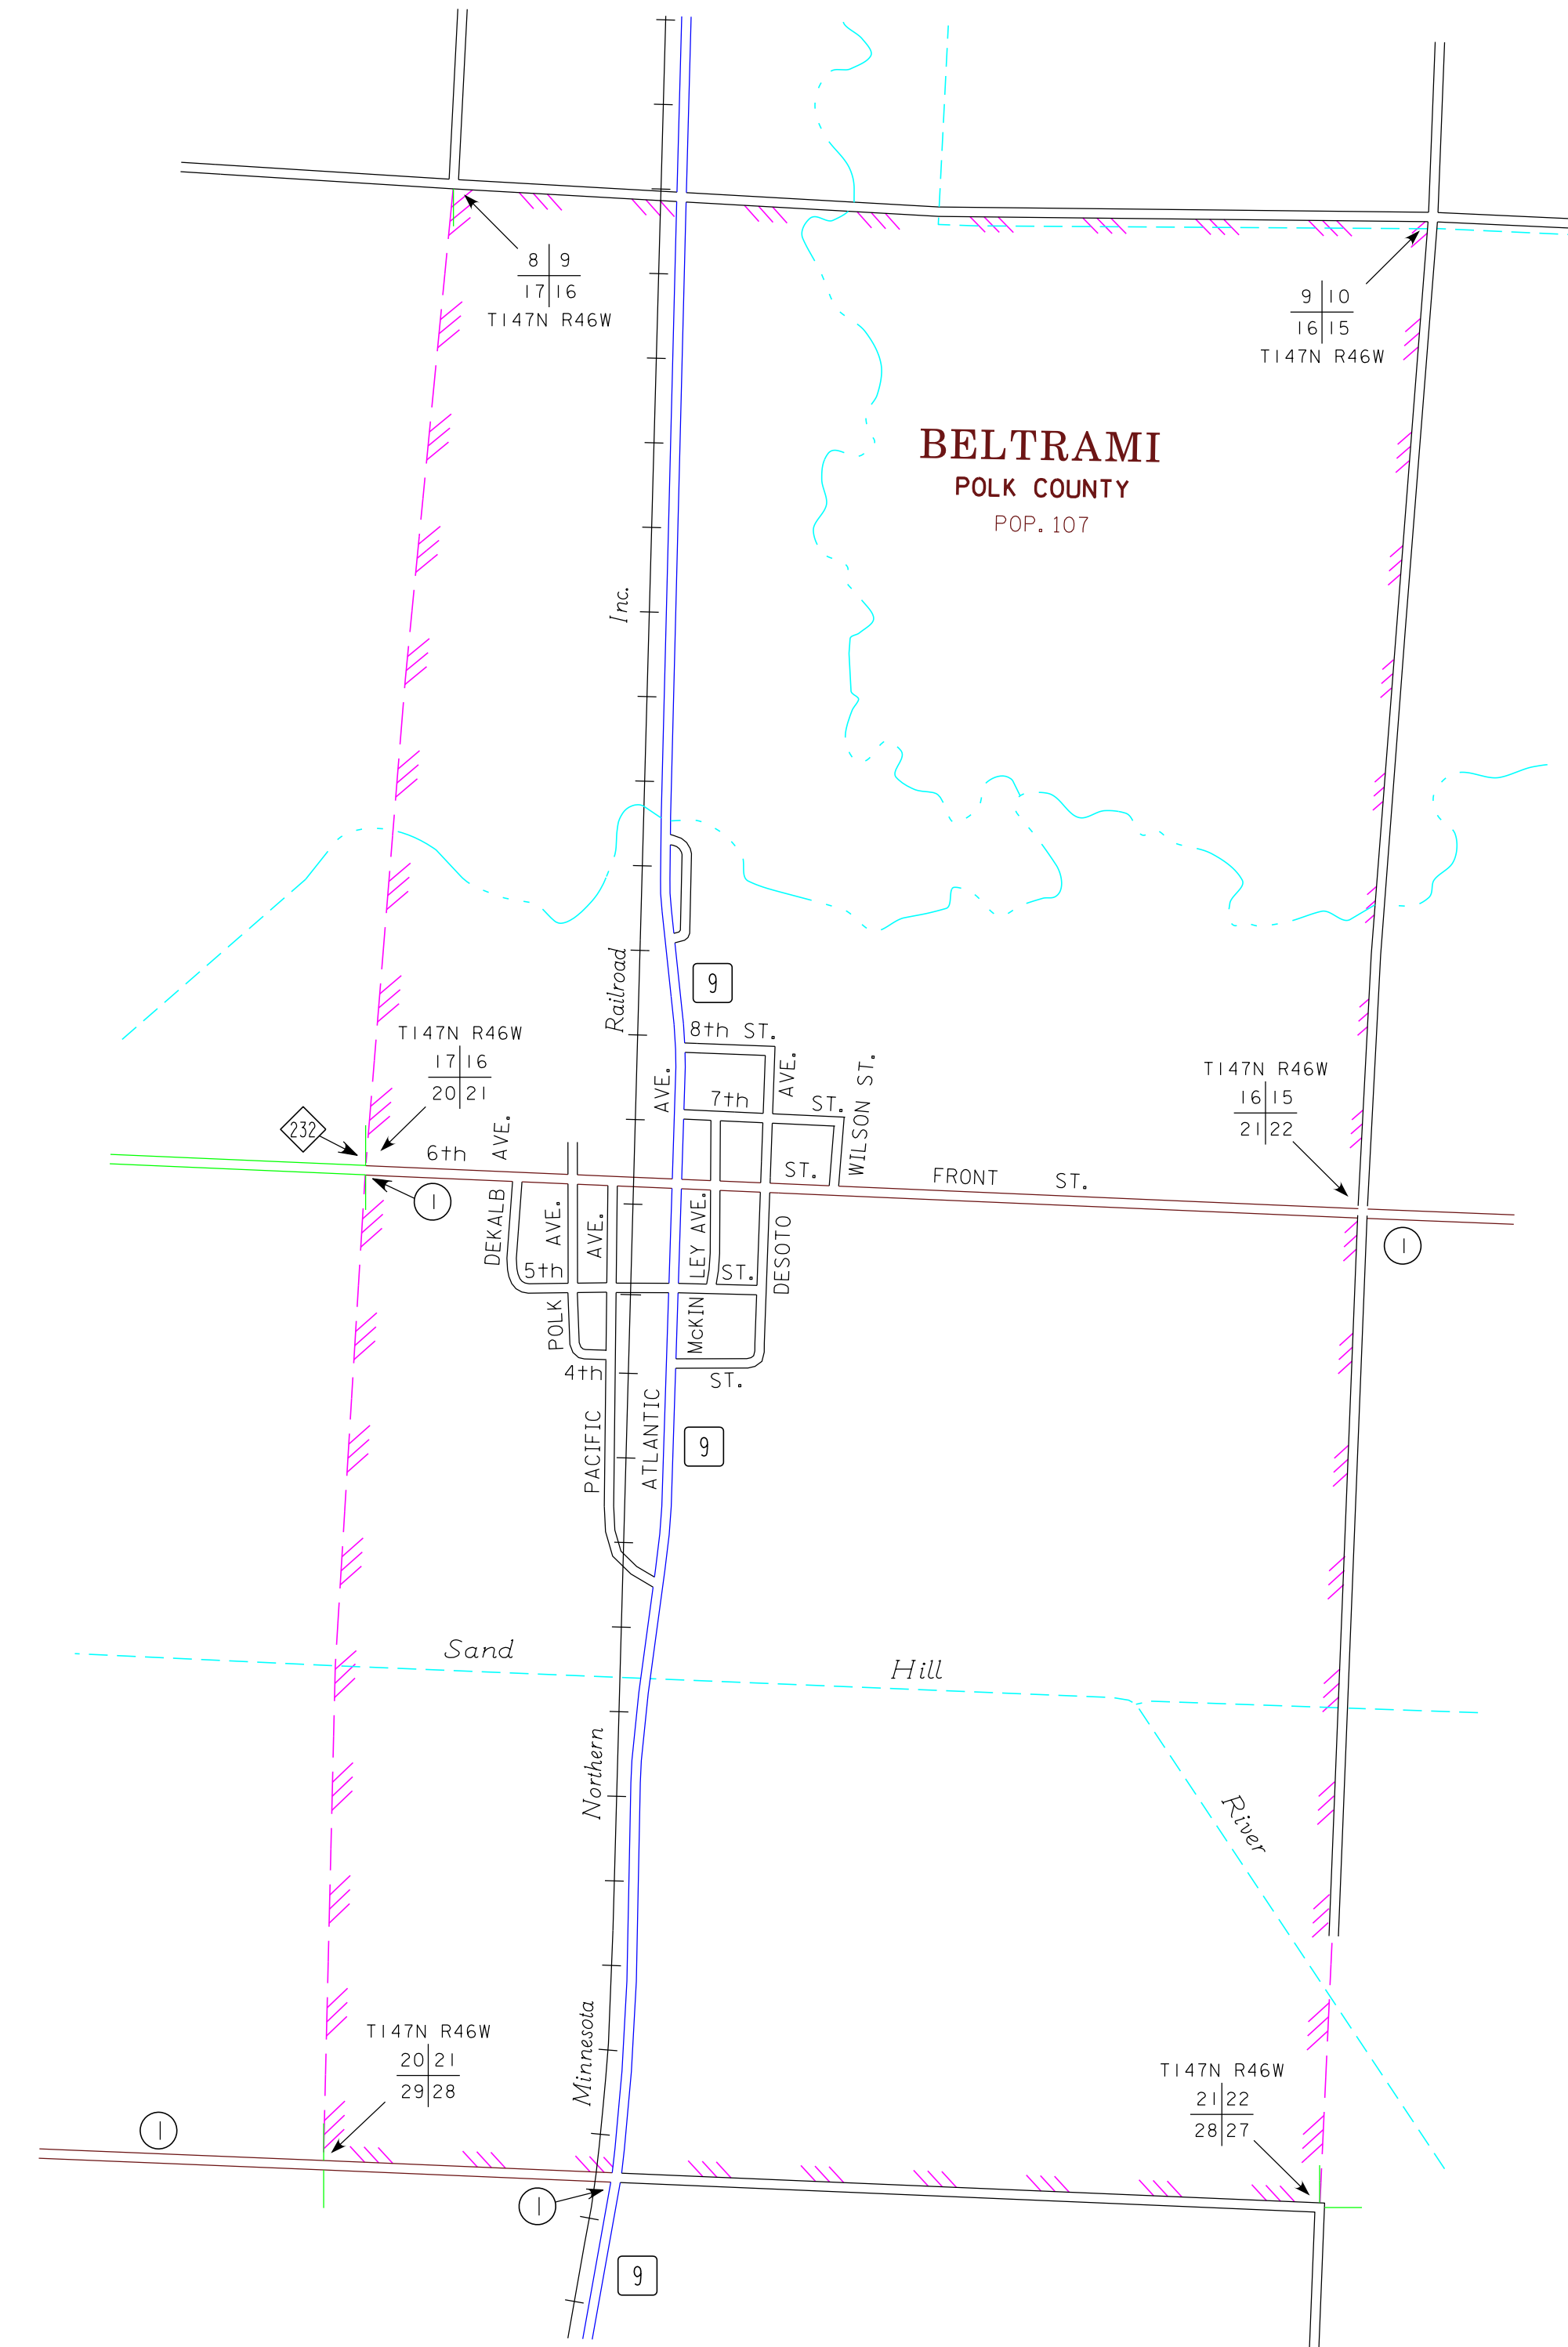 8 9
17 16
T147N R46W
9 10
16 15
T147N R46W
BELTRAMI
POLK COUNTY
POP. 107
Inc.
Railroad
9
8th ST.
T147N R46W
17 16
20 21
AVE.
AVE.
7th ST.
WILSON ST.
T147N R46W
16 15
21 22
232
6th ST.
AVE.
DEKALB
FRONT ST.
1
1
AVE.
AVE.
LEY AVE.
5th ST.
DESOTO
POLK
McKIN
4th ST.
PACIFIC
ATLANTIC
9
Sand Hill
River
Northern
Minnesota
T147N R46W
20 21
29 28
T147N R46W
21 22
28 27
1
1
9